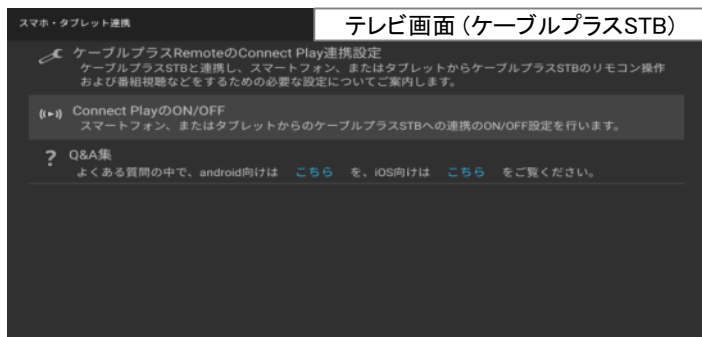 スマホ・タブレット連携
テレビ画面（ケーブルプラスSTB）
ケーブルプラスRemoteのConnect Play連携設定
ケーブルプラスSTBと連携し、スマートフォン、またはタブレットからケーブルプラスSTBのリモコン操作
および番組視聴などをするための必要な設定についてご案内します。
Connect PlayのON/OFF
スマートフォン、またはタブレットからのケーブルプラスSTBへの連携のON/OFF設定を行います。
? Q&A集
よくある質問の中で、android向けは こちら を、iOS向けは こちら をご覧ください。